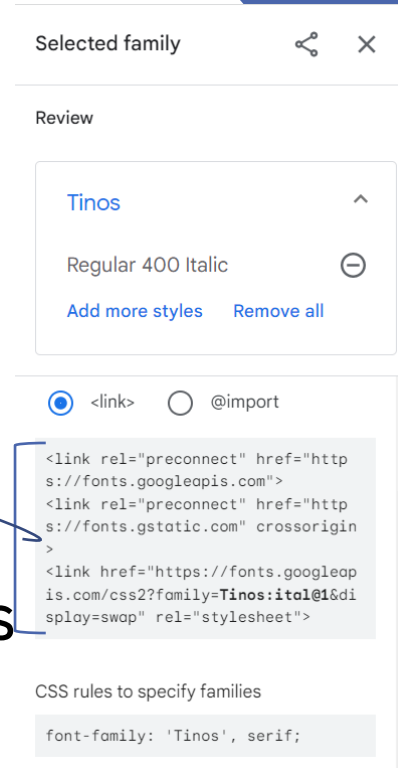 Selected family
Review
Tinos
Regular 400 Italic
Add more styles Remove all
<link> @import
<link rel="preconnect" href="http
s://fonts.googleapis.com">
<link rel="preconnect" href="http
s://fonts.gstatic.com" crossorigin
>
<link href="https://fonts.googleap
is.com/css2?family=Tinos:ital@1&di
splay=swap" rel="stylesheet">
s
CSS rules to specify families
font-family: 'Tinos', serif;